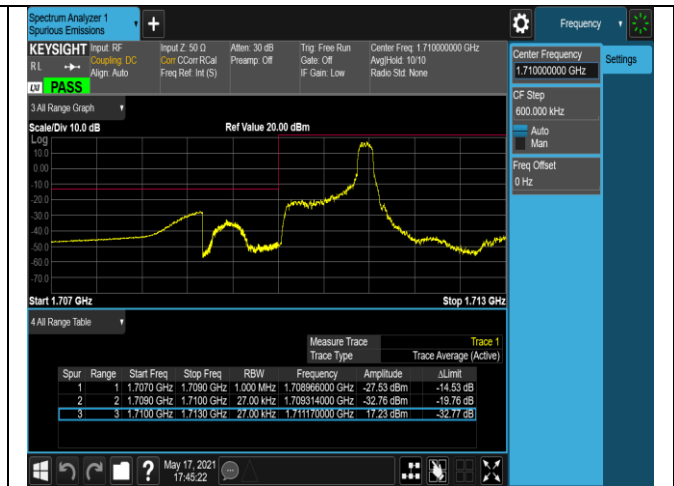 Spectrum Analyzer 1
Spurious Emissions
Frequency
KEYSIGHT Input: RF Input Z: 50 Ω Atten: 30 dB Trig: Free Run Center Freq: 1.710000000 GHz
RL Coupling: DC Corr CCorr RCal Preamp: Off Gate: Off Avg|Hold: 10/10
Align: Auto Freq Ref: Int (S) IF Gain: Low Radio Std: None
LXI PASS
Center Frequency
1.710000000 GHz
Settings
CF Step
600.000 kHz
Auto
Man
Freq Offset
0 Hz
3 All Range Graph
Scale/Div 10.0 dB Ref Value 20.00 dBm
Log
10.0
0.00
-10.0
-20.0
-30.0
-40.0
-50.0
-60.0
-70.0
Start 1.707 GHz Stop 1.713 GHz
4 All Range Table
Measure Trace Trace 1
Trace Type Trace Average (Active)
Spur Range Start Freq Stop Freq RBW Frequency Amplitude ΔLimit
1 1 1.7070 GHz 1.7090 GHz 1.000 MHz 1.708966000 GHz -27.53 dBm -14.53 dB
2 2 1.7090 GHz 1.7100 GHz 27.00 kHz 1.709314000 GHz -32.76 dBm -19.76 dB
3 3 1.7100 GHz 1.7130 GHz 27.00 kHz 1.711170000 GHz 17.23 dBm -32.77 dB
May 17, 2021
17:45:22